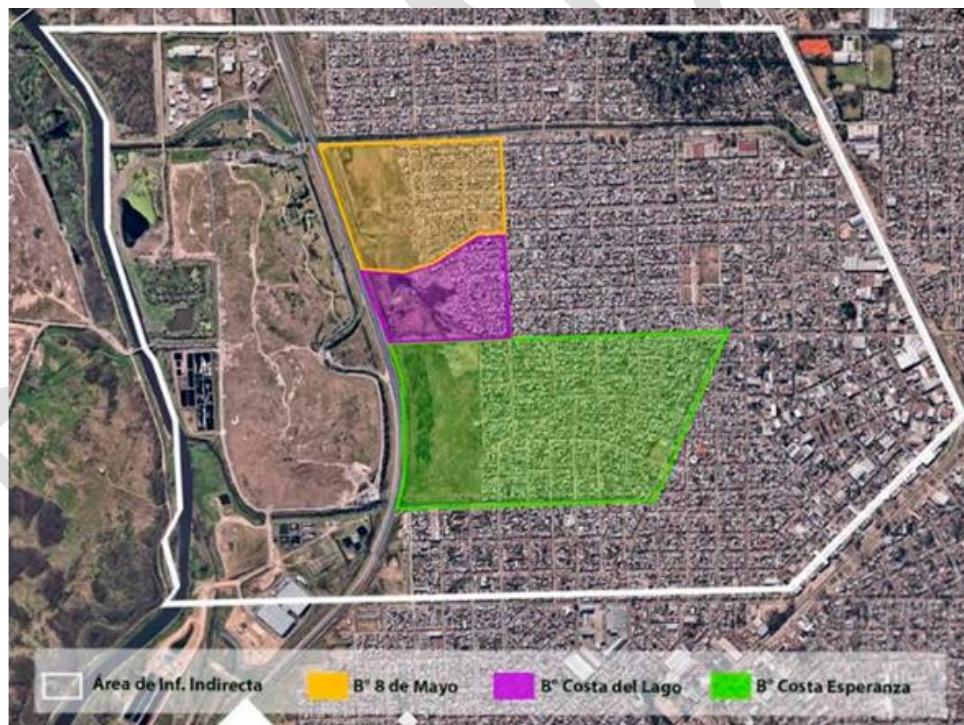 Área de Inf. Indirecta
B° 8 de Mayo
B° Costa del Lago
B° Costa Esperanza